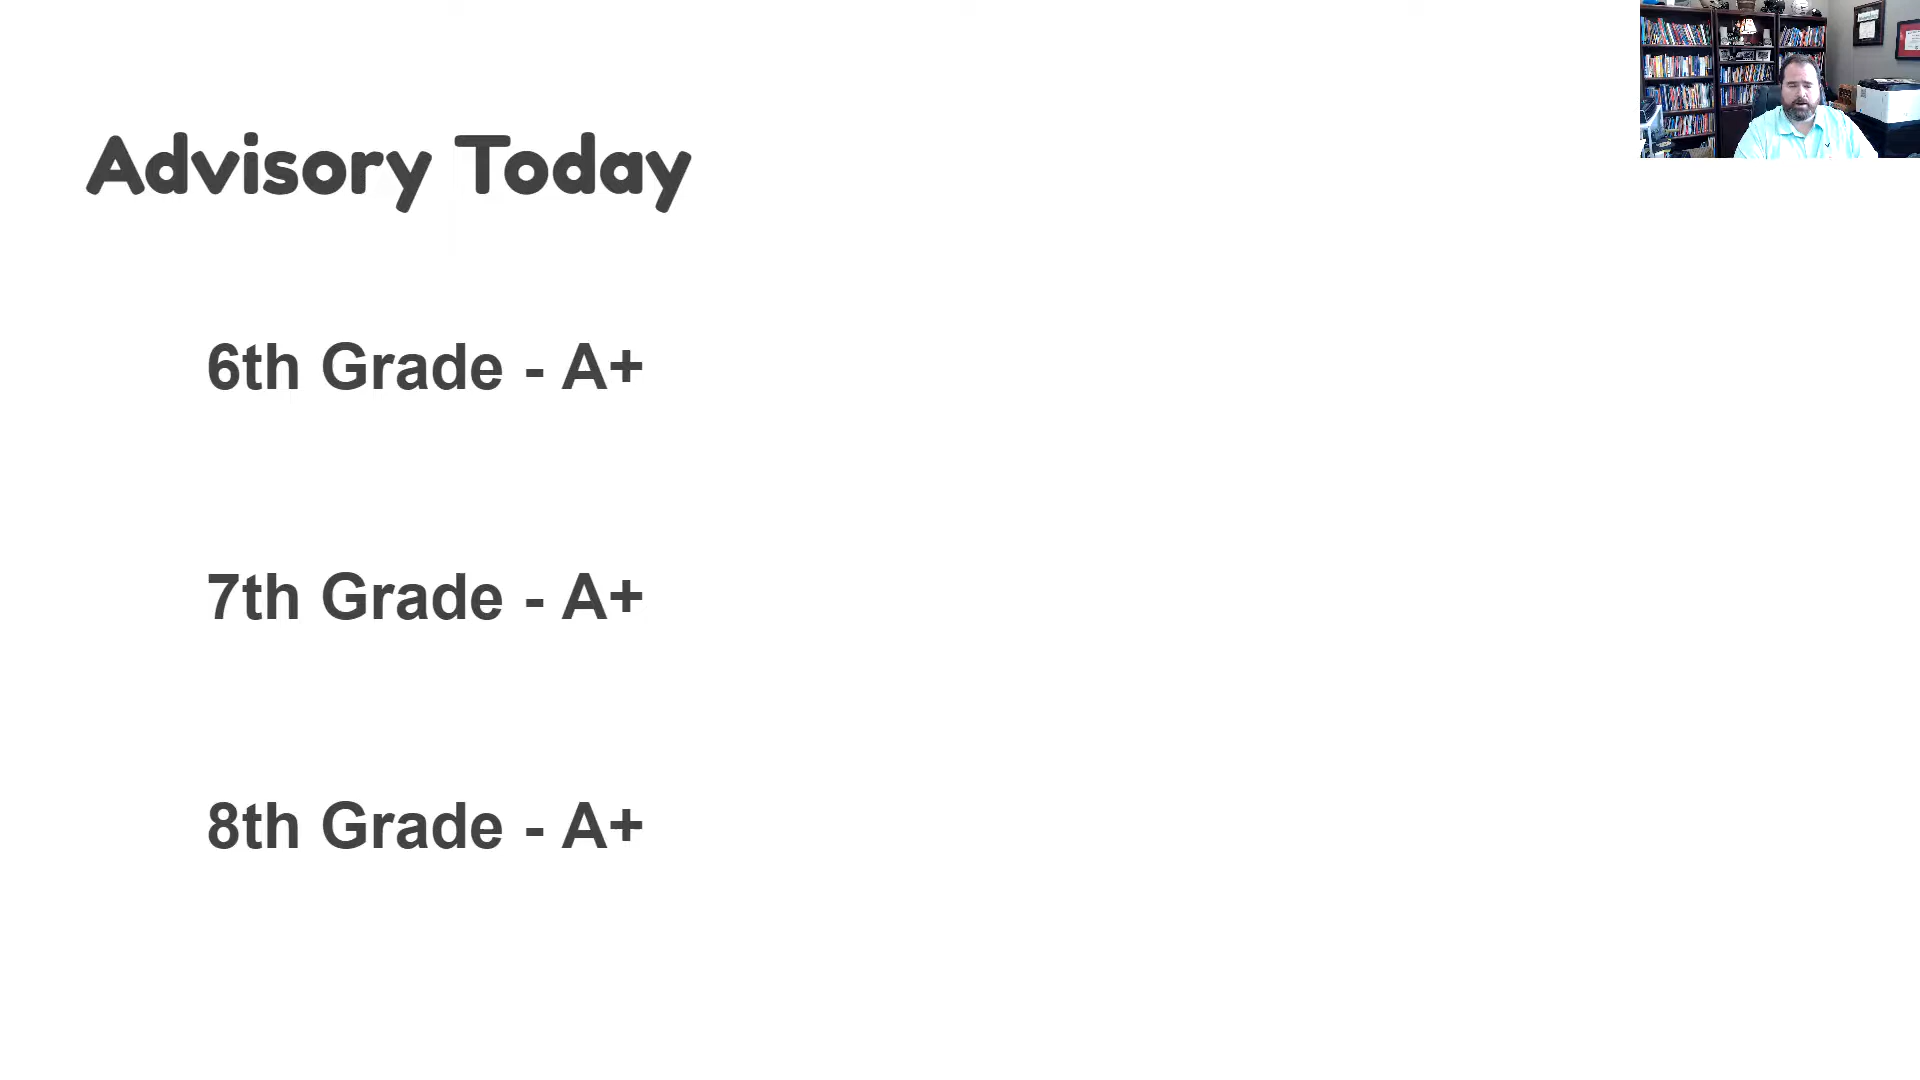 Advisory Today
6th Grade - A+
7th Grade - A+
8th Grade - A+